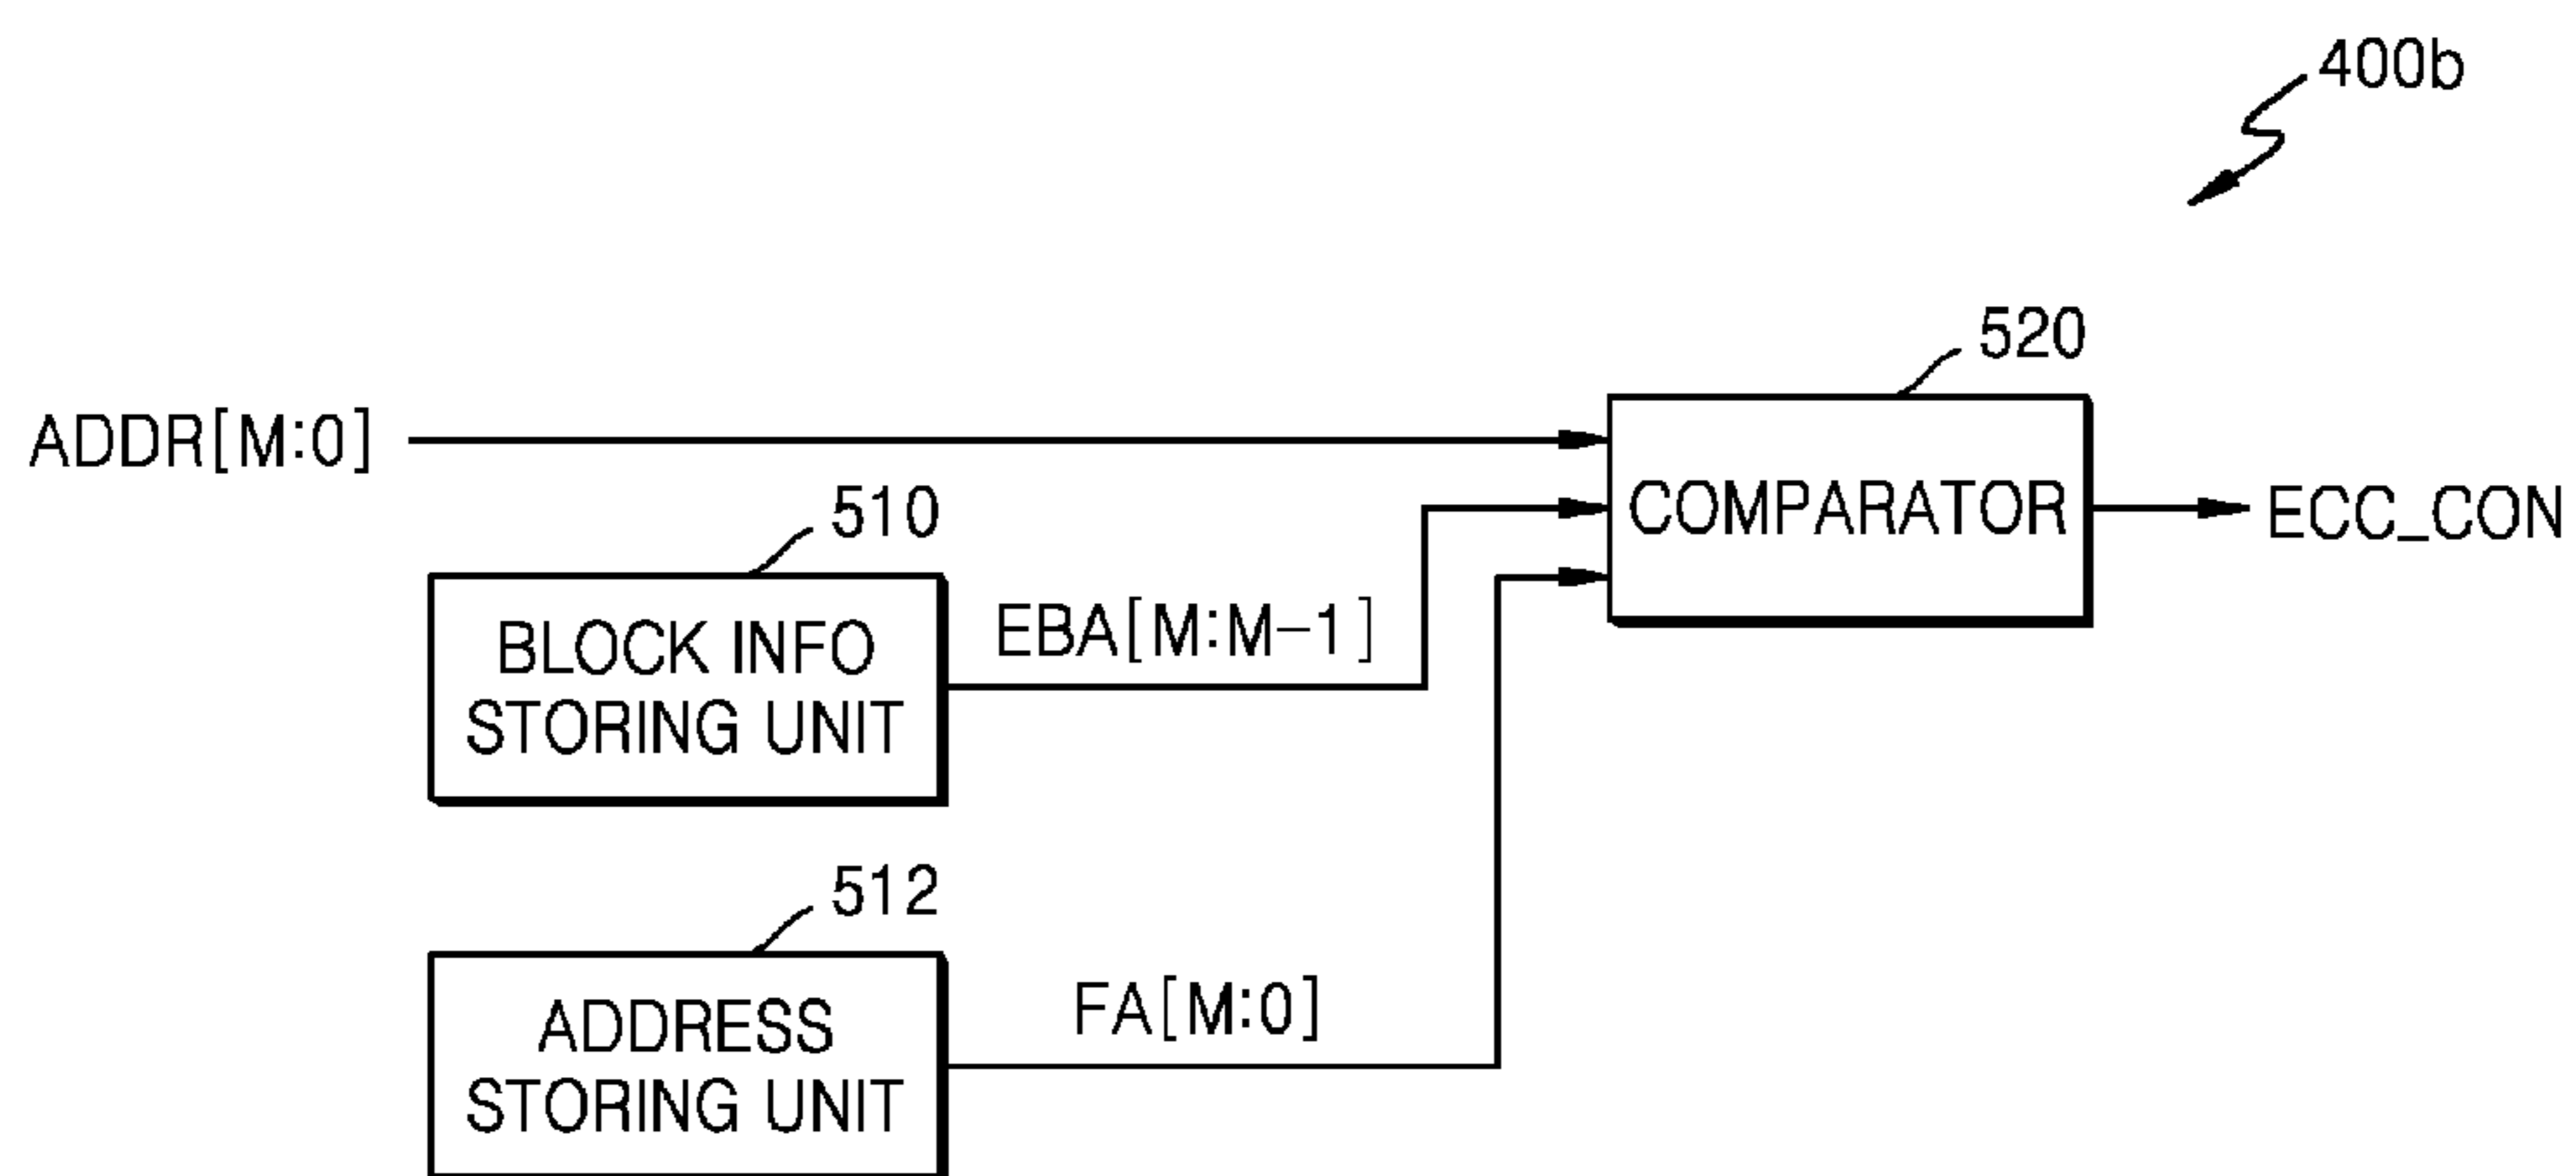 400b
520
ADDR[M:0]
510
COMPARATOR
ECC_CON
BLOCK INFO
STORING UNIT
EBA[M:M-1]
512
ADDRESS
STORING UNIT
FA[M:0]